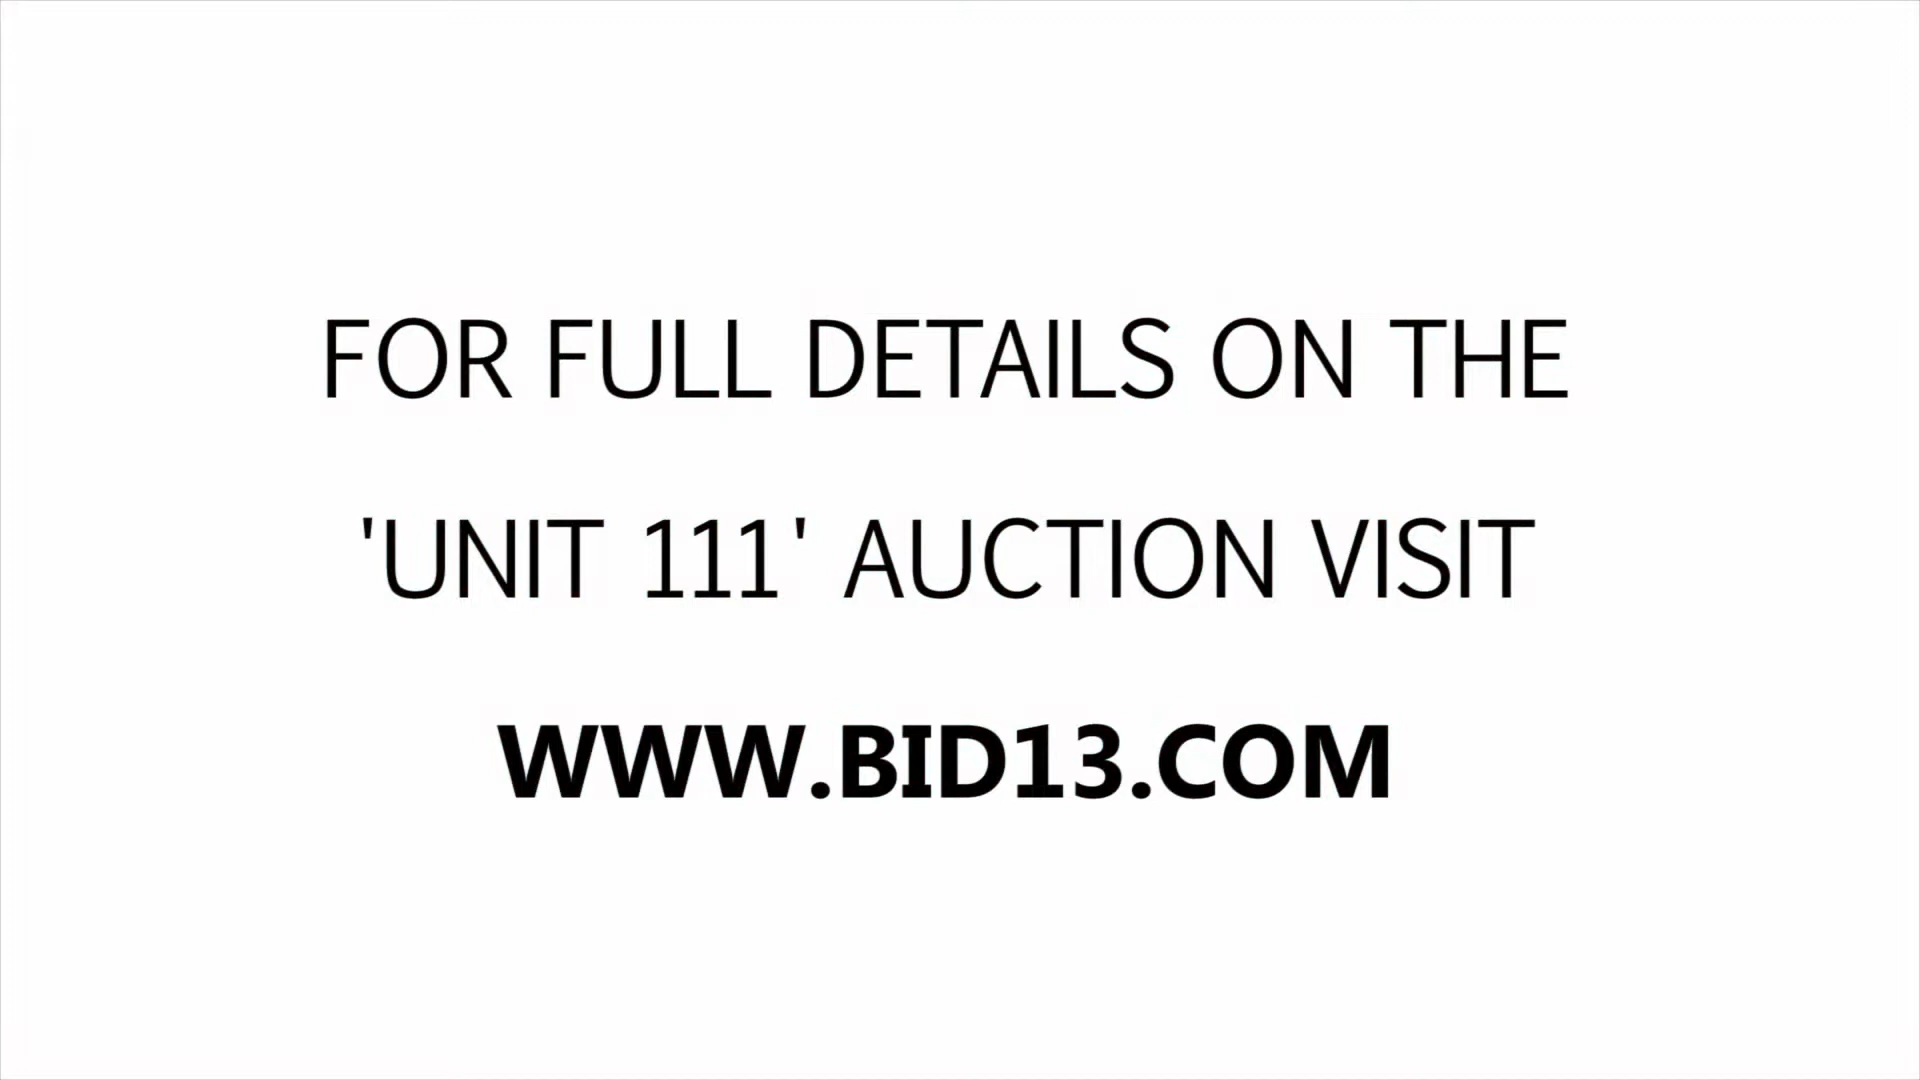 FOR FULL DETAILS ON THE
'UNIT 111' AUCTION VISIT
WWW.BID13.COM